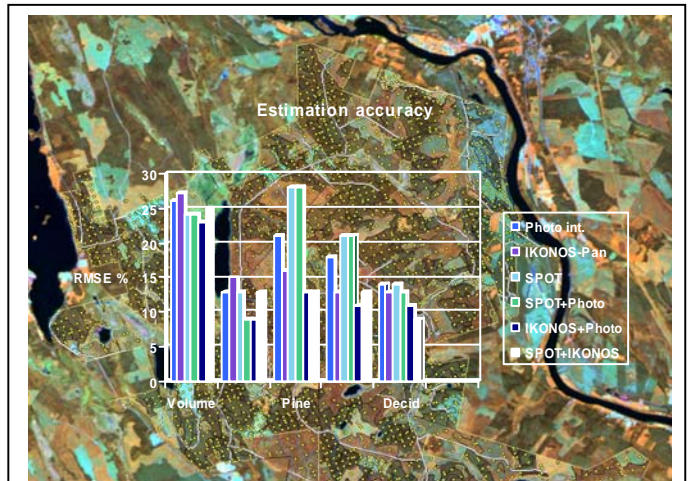 Estimation accuracy
30
25
20
15
10
5
0
RMSE %
Volume
Pine
Decid
Photo int.
IKONOS-Pan
SPOT
SPOT+Photo
IKONOS+Photo
SPOT+IKONOS